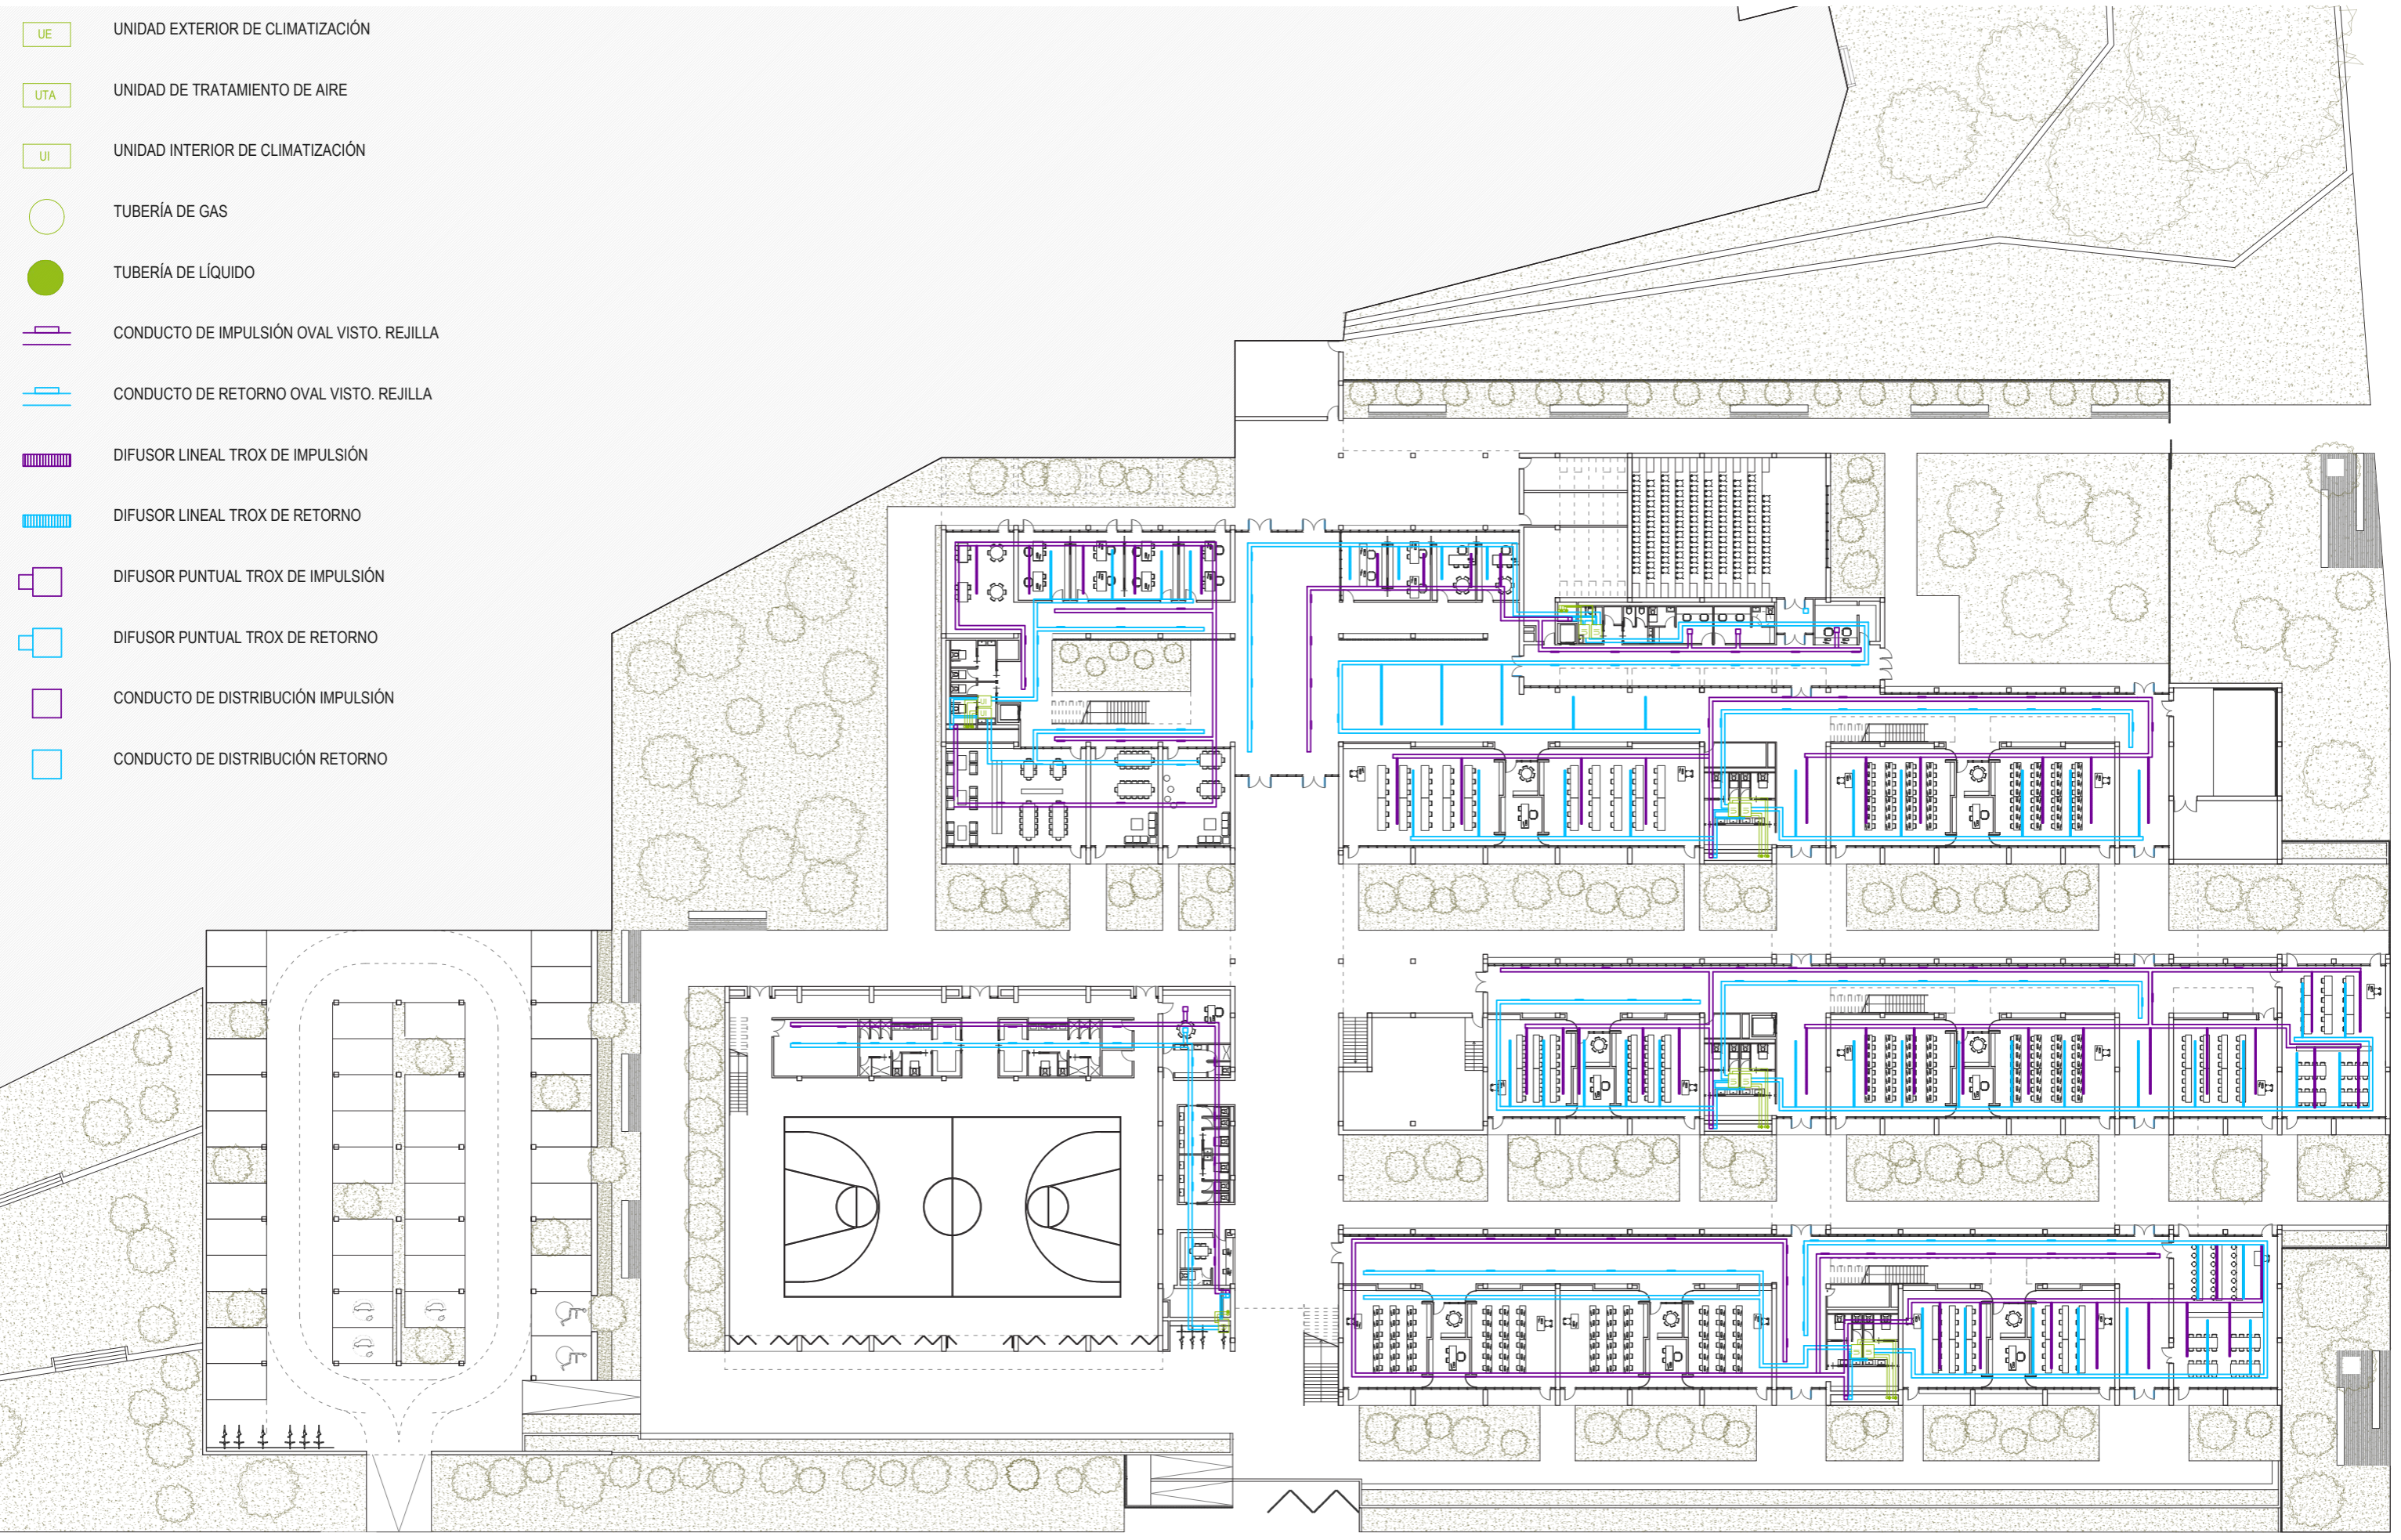 UE UNIDAD EXTERIOR DE CLIMATIZACIÓN
UTA UNIDAD DE TRATAMIENTO DE AIRE
UI UNIDAD INTERIOR DE CLIMATIZACIÓN
TUBERÍA DE GAS
TUBERÍA DE LÍQUIDO
CONDUCTO DE IMPULSIÓN OVAL VISTO. REJILLA
CONDUCTO DE RETORNO OVAL VISTO. REJILLA
DIFUSOR LINEAL TROX DE IMPULSIÓN
DIFUSOR LINEAL TROX DE RETORNO
DIFUSOR PUNTUAL TROX DE IMPULSIÓN
DIFUSOR PUNTUAL TROX DE RETORNO
CONDUCTO DE DISTRIBUCIÓN IMPULSIÓN
CONDUCTO DE DISTRIBUCIÓN RETORNO